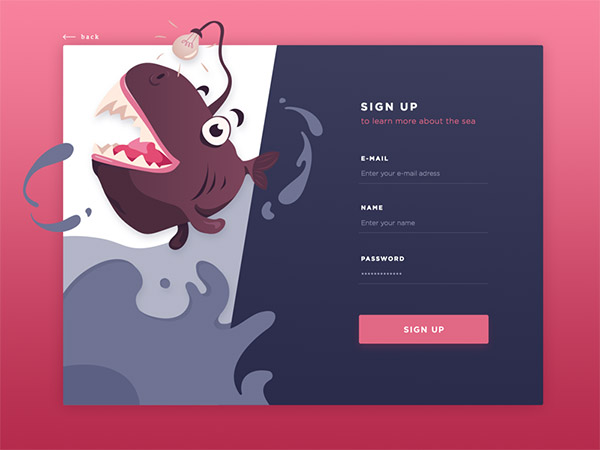 back
SIGN UP
to learn more about the sea
E-MAIL
Enter your e-mail adress
NAME
Enter your name
PASSWORD
*************
SIGN UP